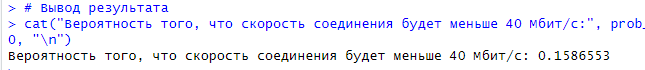 > # Вывод результата
> cat("Вероятность того, что скорость соединения будет меньше 40 Мбит/с:", prob_
0, "\n")
Вероятность того, что скорость соединения будет меньше 40 Мбит/с: 0.1586553